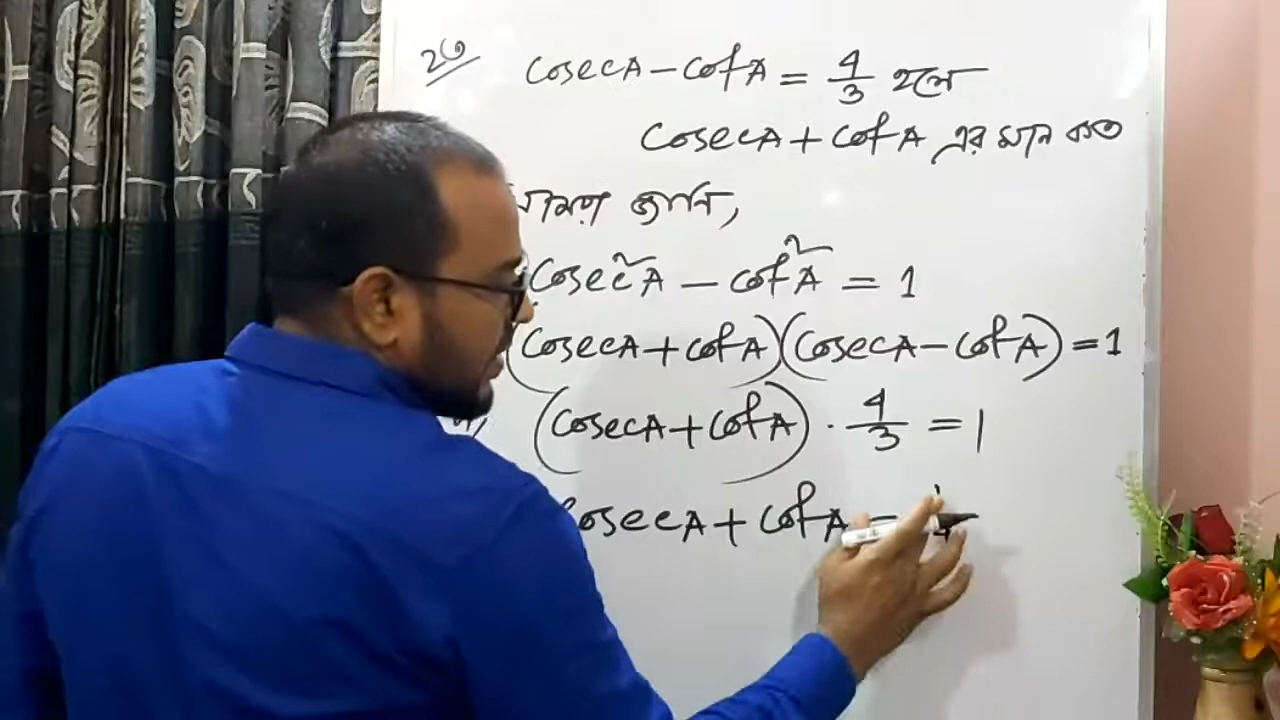 ২৩
cosecA - cotA = 4/3 হলে
cosecA + cotA এর মান কত
জানি,
cosec²A - cot²A = 1
(cosecA + cotA)(cosecA - cotA) = 1
(cosecA + cotA) · 4/3 = 1
cosecA + cotA =